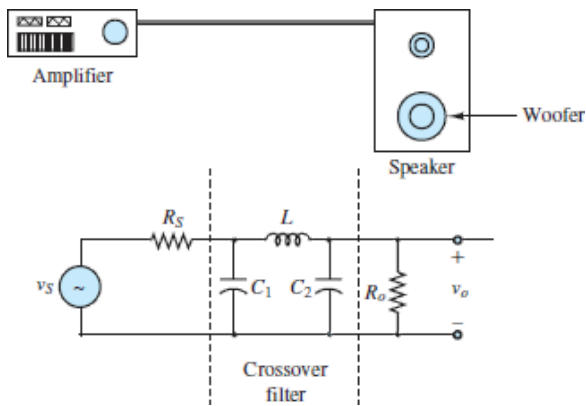 Amplifier
Woofer
Speaker
R_S
L
v_S
~
C_1
C_2
R_o
+
v_o
−
Crossover
filter